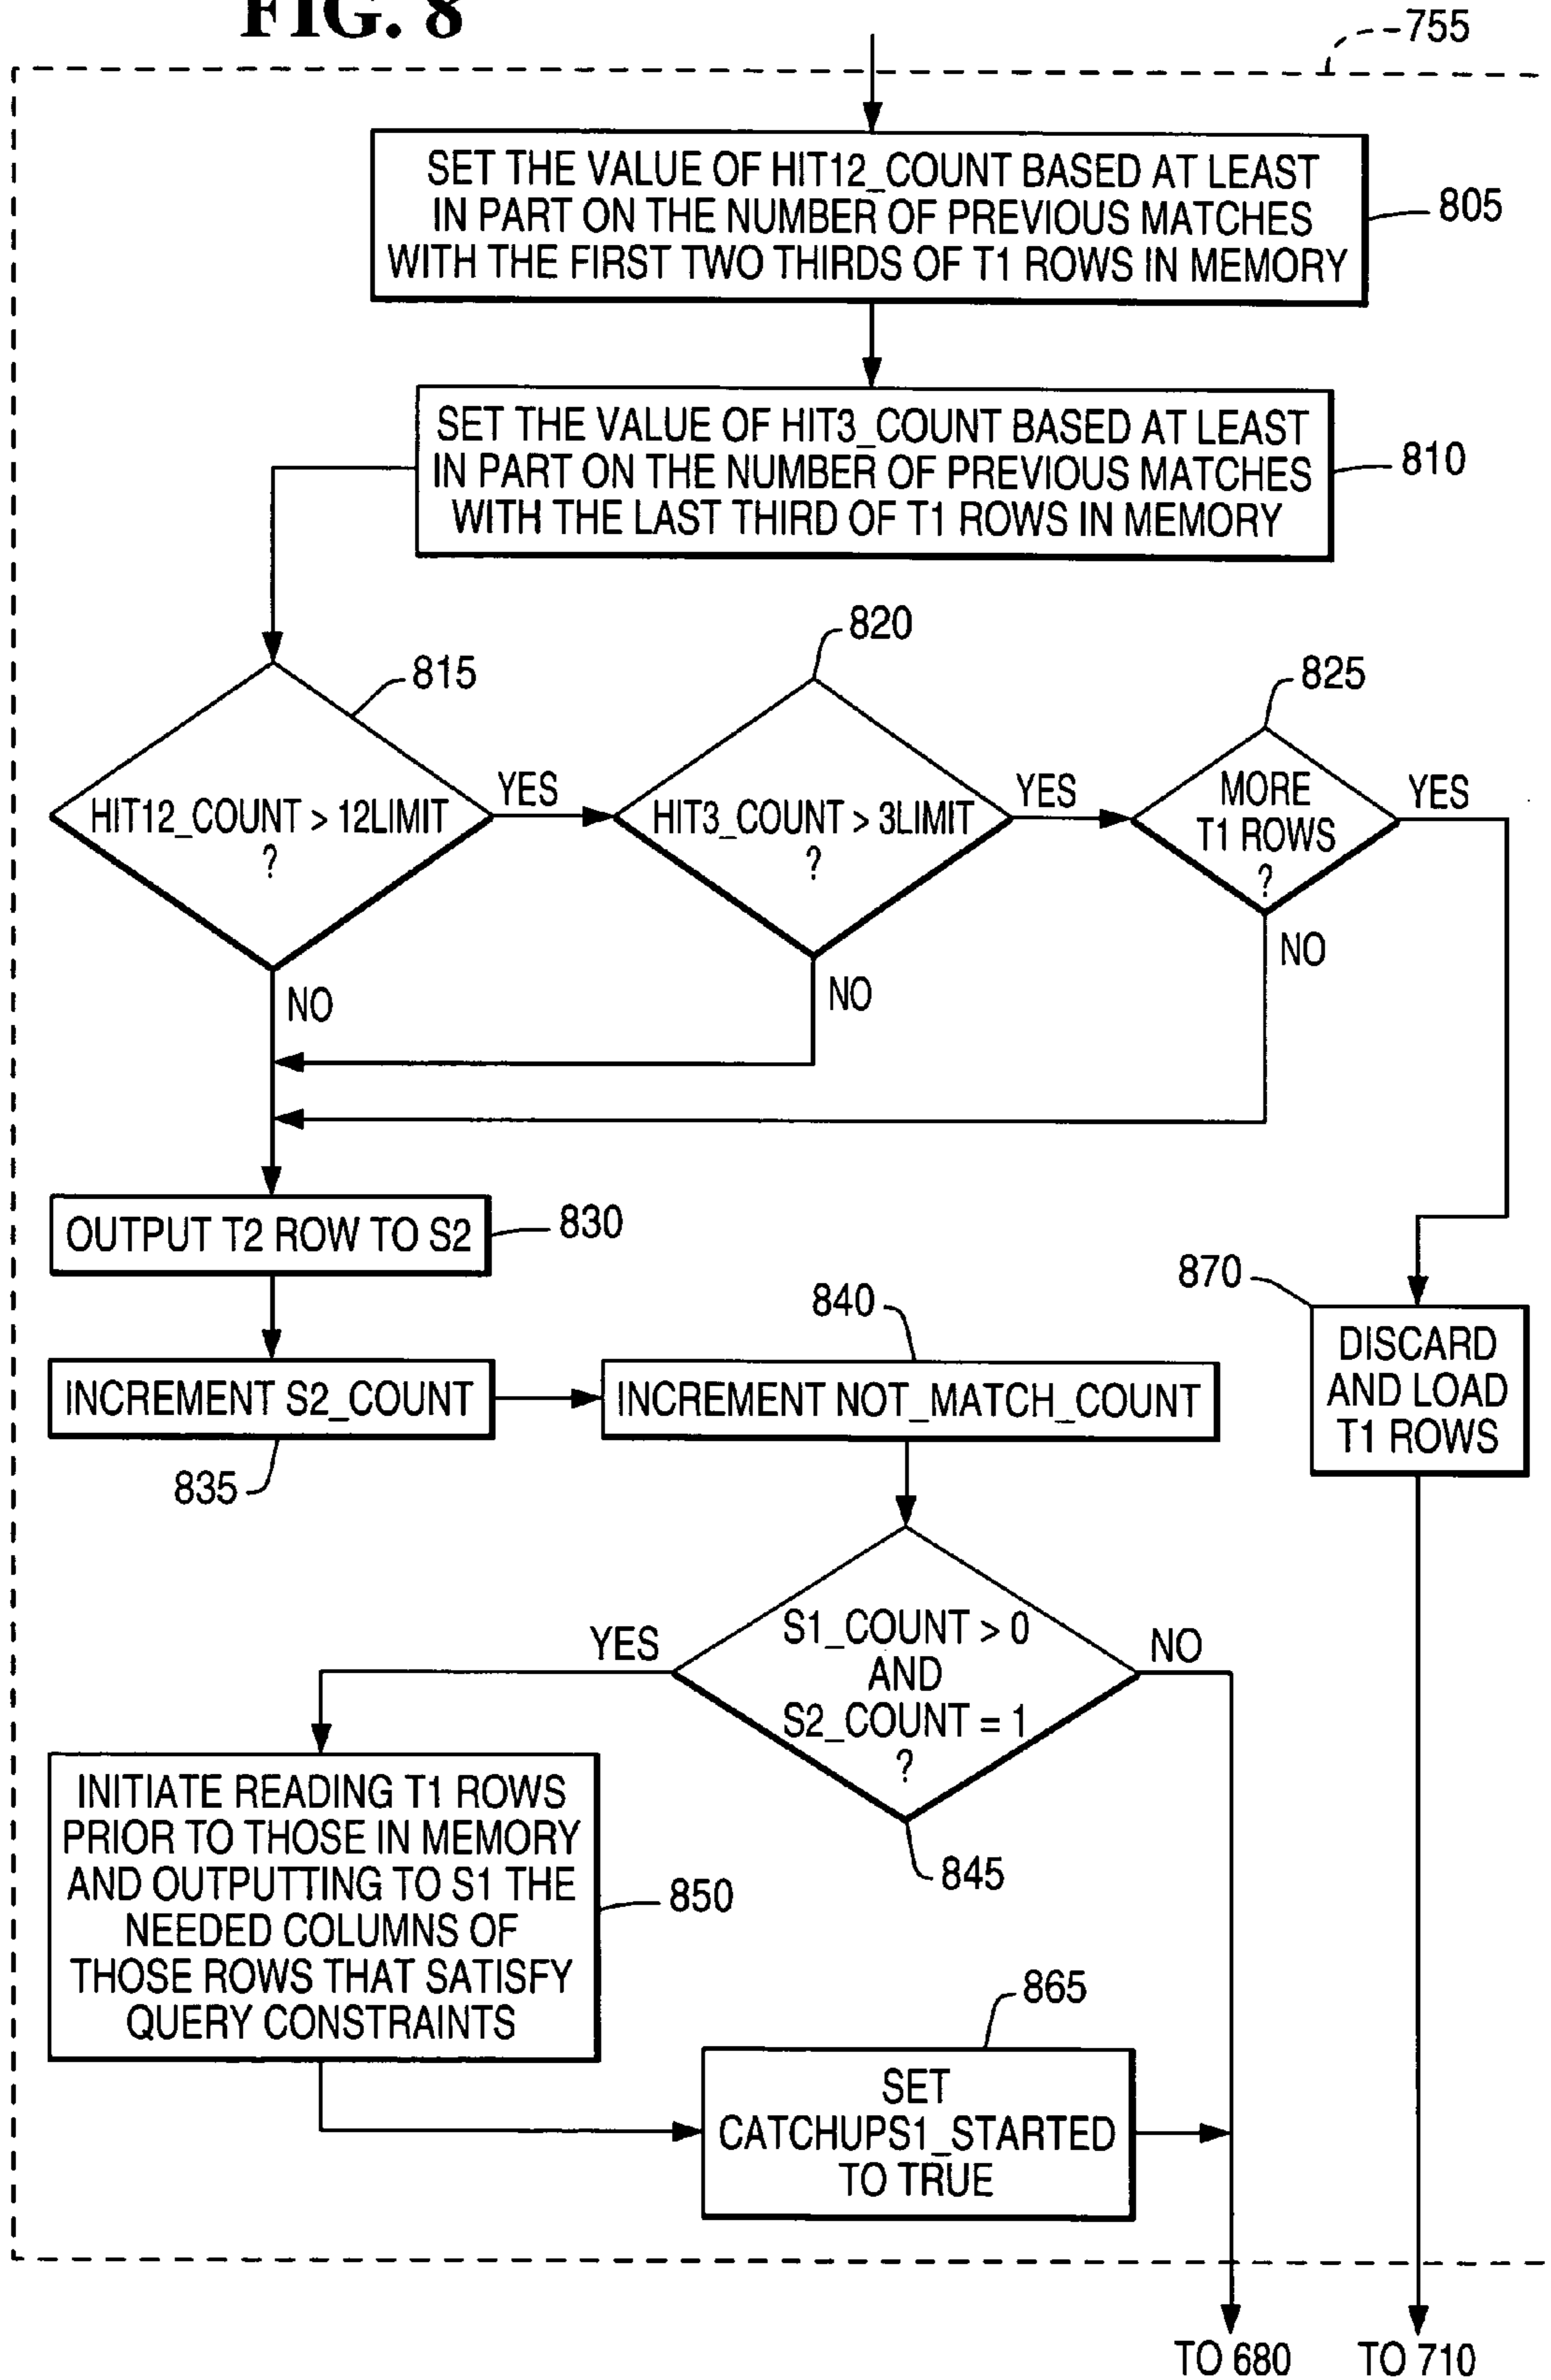 FIG. 8
755
SET THE VALUE OF HIT12_COUNT BASED AT LEAST
IN PART ON THE NUMBER OF PREVIOUS MATCHES
WITH THE FIRST TWO THIRDS OF T1 ROWS IN MEMORY
805
SET THE VALUE OF HIT3_COUNT BASED AT LEAST
IN PART ON THE NUMBER OF PREVIOUS MATCHES
WITH THE LAST THIRD OF T1 ROWS IN MEMORY
810
815
HIT12_COUNT > 12LIMIT
?
YES
NO
820
HIT3_COUNT > 3LIMIT
?
YES
NO
825
MORE
T1 ROWS
?
YES
NO
OUTPUT T2 ROW TO S2
830
INCREMENT S2_COUNT
835
840
INCREMENT NOT_MATCH_COUNT
870
DISCARD
AND LOAD
T1 ROWS
S1_COUNT > 0
AND
S2_COUNT = 1
?
YES
NO
845
INITIATE READING T1 ROWS
PRIOR TO THOSE IN MEMORY
AND OUTPUTTING TO S1 THE
NEEDED COLUMNS OF
THOSE ROWS THAT SATISFY
QUERY CONSTRAINTS
850
865
SET
CATCHUPS1_STARTED
TO TRUE
TO 680
TO 710